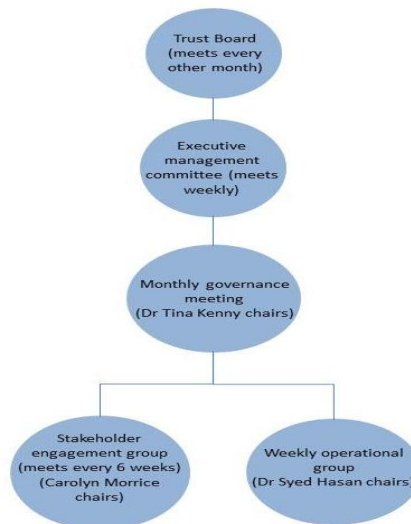 Trust Board
(meets every
other month)
Executive
management
committee (meets
weekly)
Monthly governance
meeting
(Dr Tina Kenny chairs)
Stakeholder
engagement group
(meets every 6 weeks)
(Carolyn Morrice
chairs)
Weekly operational
group
(Dr Syed Hasan chairs)